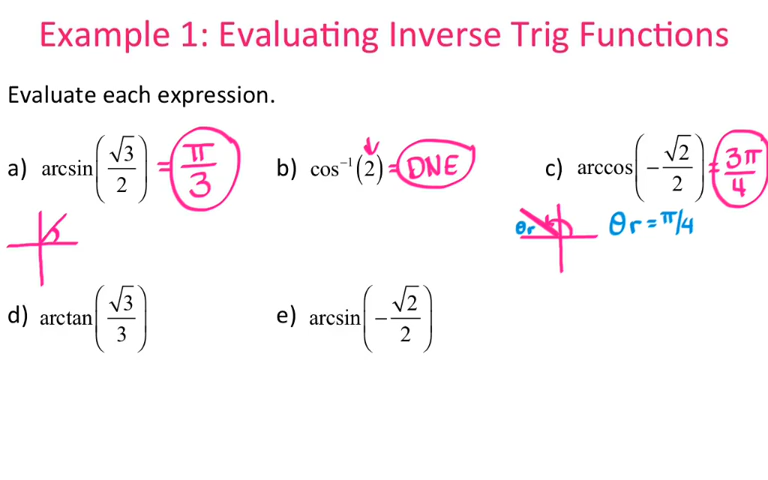 Example 1: Evaluating Inverse Trig Functions
Evaluate each expression.
a) arcsin(√3/2) = π/3
b) cos⁻¹(2) = DNE
c) arccos(-√2/2) = 3π/4
θr θr = π/4
d) arctan(√3/3)
e) arcsin(-√2/2)